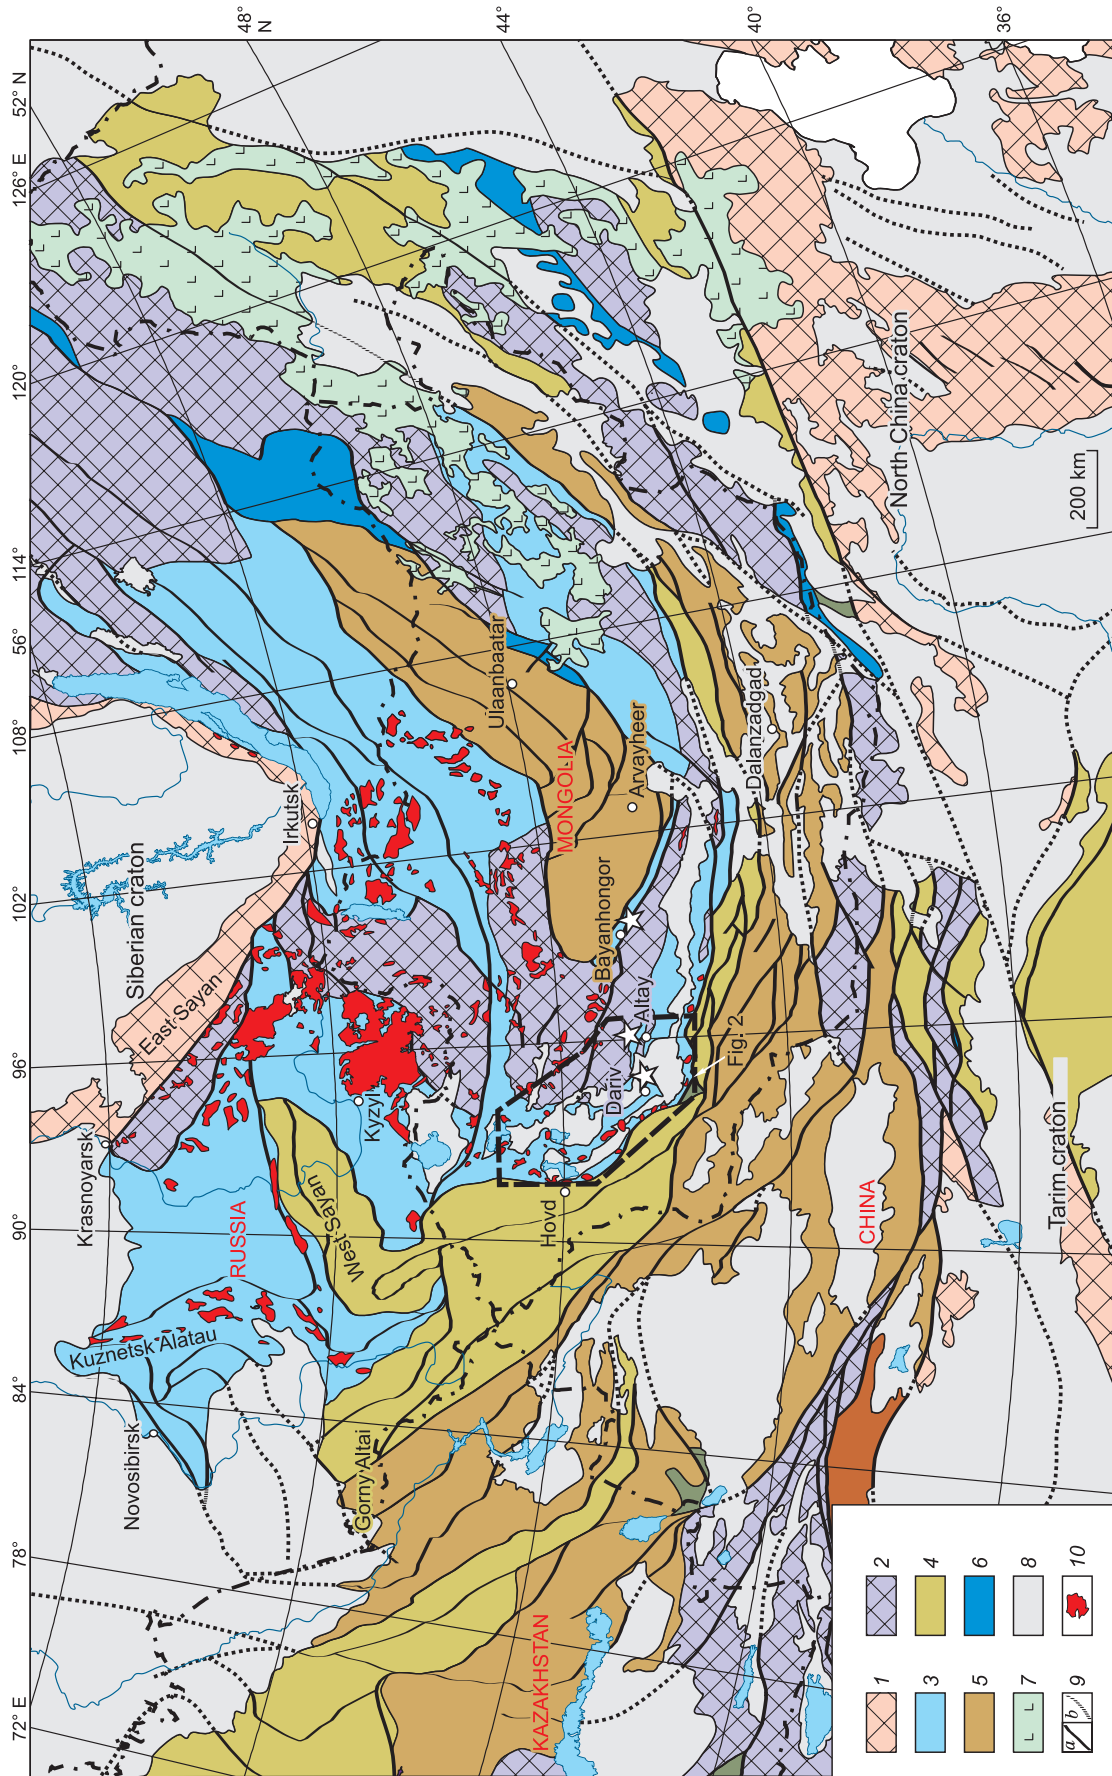 72° E
78°
84°
90°
96°
102°
108°
56°
114°
120°
126° E
52° N
48°
N
44°
40°
36°
Novosibirsk
Kuznetsk Alatau
Krasnoyarsk
RUSSIA
East Sayan
Siberian craton
Irkutsk
West Sayan
Kyzyl
Gorny Altai
Hovd
Dariv
Altay
Fig. 2
Bayanhongor
MONGOLIA
Arvayheer
Ulaanbaatar
Dalanzadgad
KAZAKHSTAN
CHINA
Tarim craton
North China craton
200 km
1
2
3
4
5
6
7
8
a
b
9
10